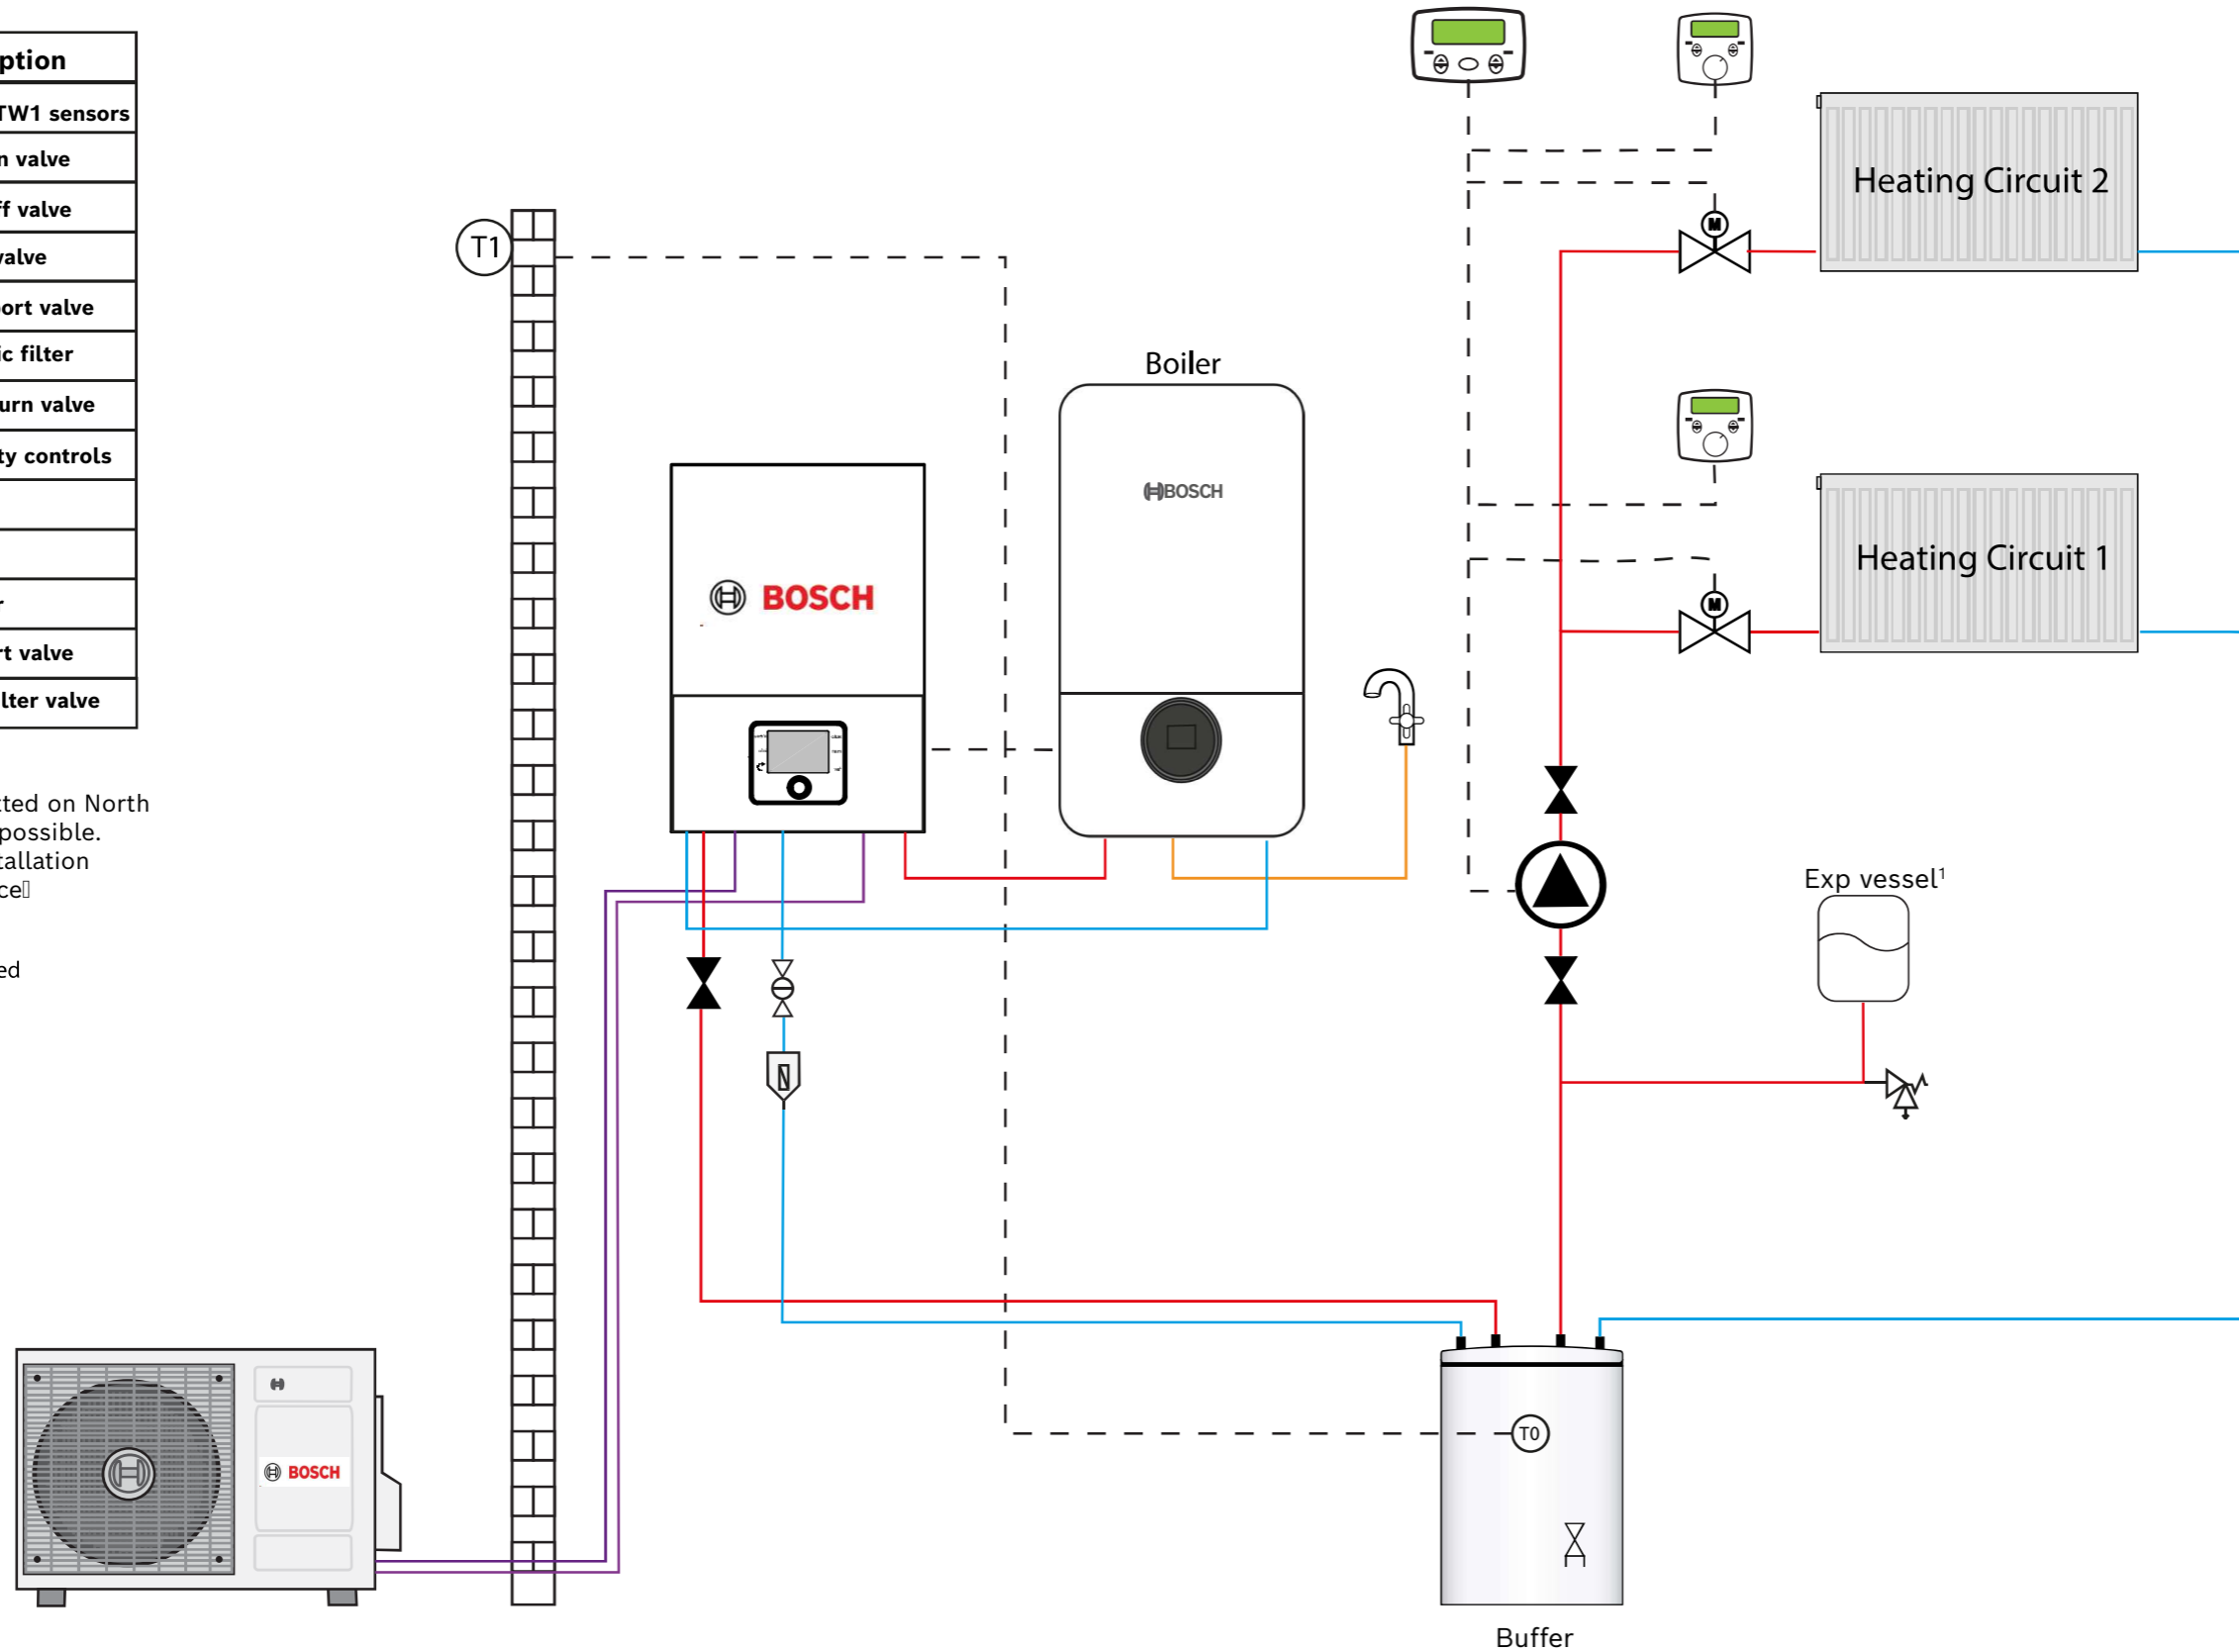 ption
TW1 sensors
n valve
ff valve
valve
port valve
ic filter
urn valve
ty controls
r
rt valve
lter valve
tted on North
possible.
tallation
ce
ed
T1
BOSCH
Boiler
BOSCH
Heating Circuit 2
M
Heating Circuit 1
M
Exp vessel¹
BOSCH
T0
Buffer